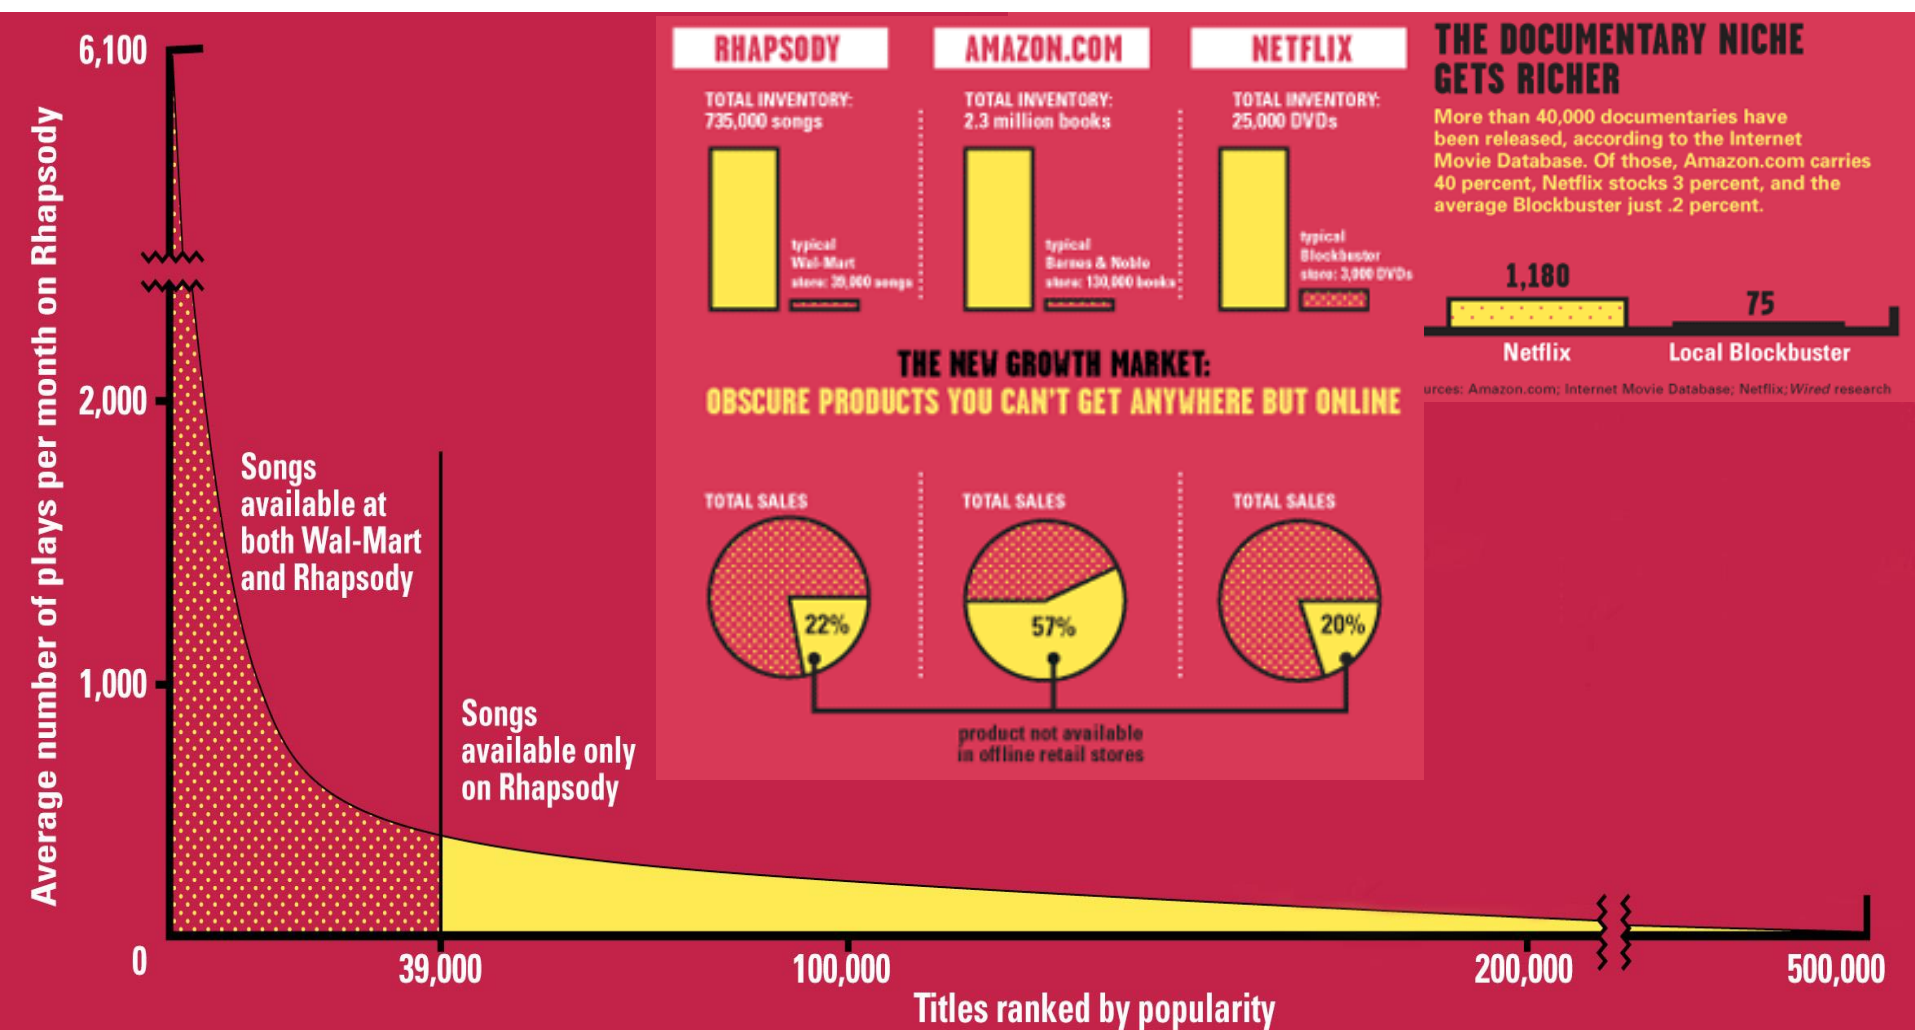 6,100
2,000
1,000
0
Average number of plays per month on Rhapsody
Songs
available at
both Wal-Mart
and Rhapsody
Songs
available only
on Rhapsody
39,000
100,000
200,000
500,000
Titles ranked by popularity
RHAPSODY
TOTAL INVENTORY:
735,000 songs
typical
Wal-Mart
store: 39,000 songs
AMAZON.COM
TOTAL INVENTORY:
2.3 million books
typical
Barnes & Noble
store: 130,000 books
NETFLIX
TOTAL INVENTORY:
25,000 DVDs
typical
Blockbuster
store: 3,000 DVDs
THE NEW GROWTH MARKET:
OBSCURE PRODUCTS YOU CAN'T GET ANYWHERE BUT ONLINE
TOTAL SALES
22%
TOTAL SALES
57%
TOTAL SALES
20%
product not available
in offline retail stores
THE DOCUMENTARY NICHE
GETS RICHER
More than 40,000 documentaries have
been released, according to the Internet
Movie Database. Of those, Amazon.com carries
40 percent, Netflix stocks 3 percent, and the
average Blockbuster just .2 percent.
1,180
75
Netflix
Local Blockbuster
urces: Amazon.com; Internet Movie Database; Netflix; Wired research